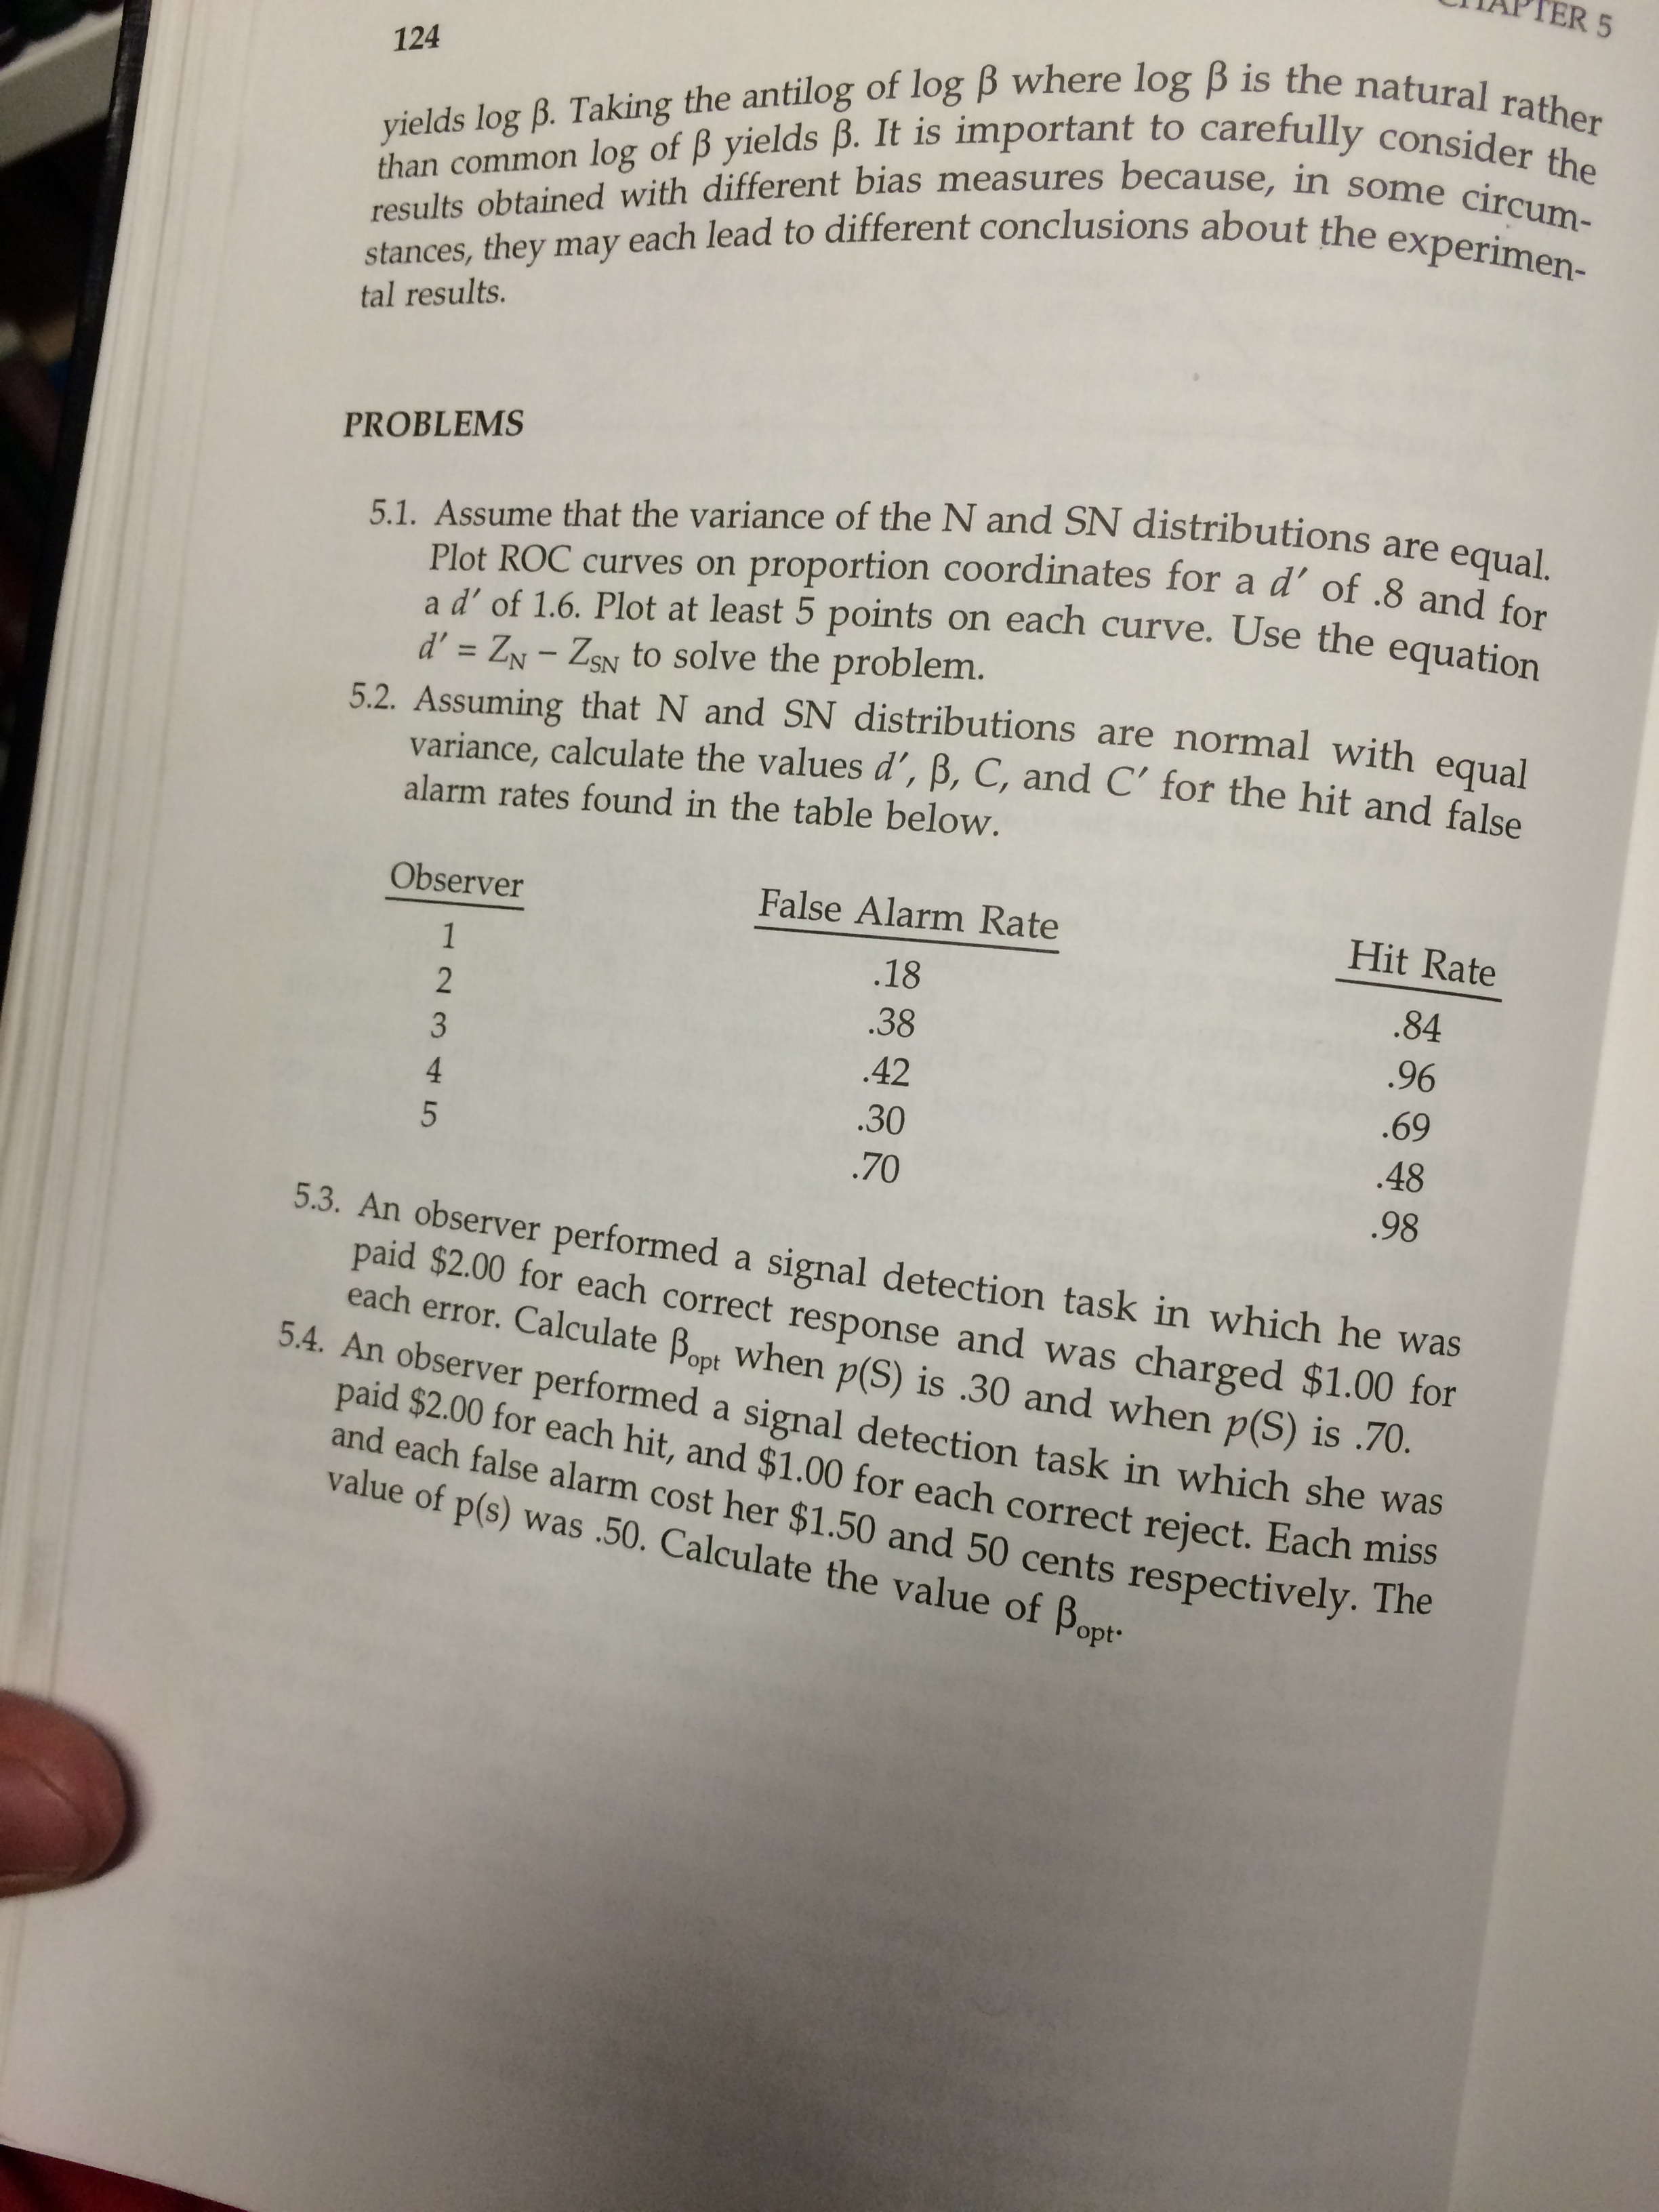 124
CHAPTER 5
yields log β. Taking the antilog of log β where log β is the natural rather
than common log of β yields β. It is important to carefully consider the
results obtained with different bias measures because, in some circum-
stances, they may each lead to different conclusions about the experimen-
tal results.
PROBLEMS
5.1. Assume that the variance of the N and SN distributions are equal.
Plot ROC curves on proportion coordinates for a d′ of .8 and for
a d′ of 1.6. Plot at least 5 points on each curve. Use the equation
d′ = Z_N − Z_SN to solve the problem.
5.2. Assuming that N and SN distributions are normal with equal
variance, calculate the values d′, β, C, and C′ for the hit and false
alarm rates found in the table below.
Observer False Alarm Rate Hit Rate
1 .18 .84
2 .38 .96
3 .42 .69
4 .30 .48
5 .70 .98
5.3. An observer performed a signal detection task in which he was
paid $2.00 for each correct response and was charged $1.00 for
each error. Calculate β_opt when p(S) is .30 and when p(S) is .70.
5.4. An observer performed a signal detection task in which she was
paid $2.00 for each hit, and $1.00 for each correct reject. Each miss
and each false alarm cost her $1.50 and 50 cents respectively. The
value of p(s) was .50. Calculate the value of β_opt.